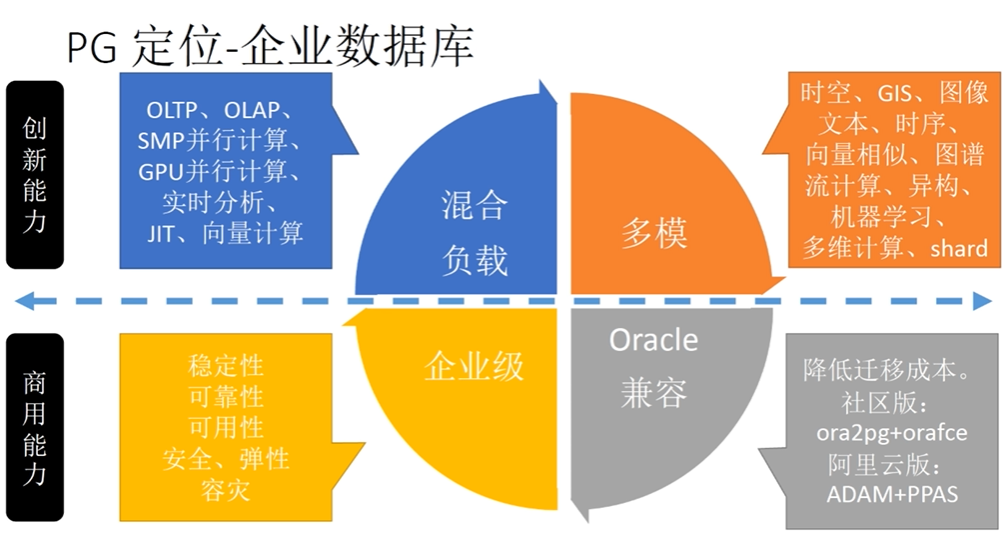 PG 定位-企业数据库
创新能力
OLTP、OLAP、
SMP并行计算、
GPU并行计算、
实时分析、
JIT、向量计算
混合
负载
多模
时空、GIS、图像
文本、时序、
向量相似、图谱
流计算、异构、
机器学习、
多维计算、shard
商用能力
稳定性
可靠性
可用性
安全、弹性
容灾
企业级
Oracle
兼容
降低迁移成本。
社区版：
ora2pg+orafce
阿里云版：
ADAM+PPAS